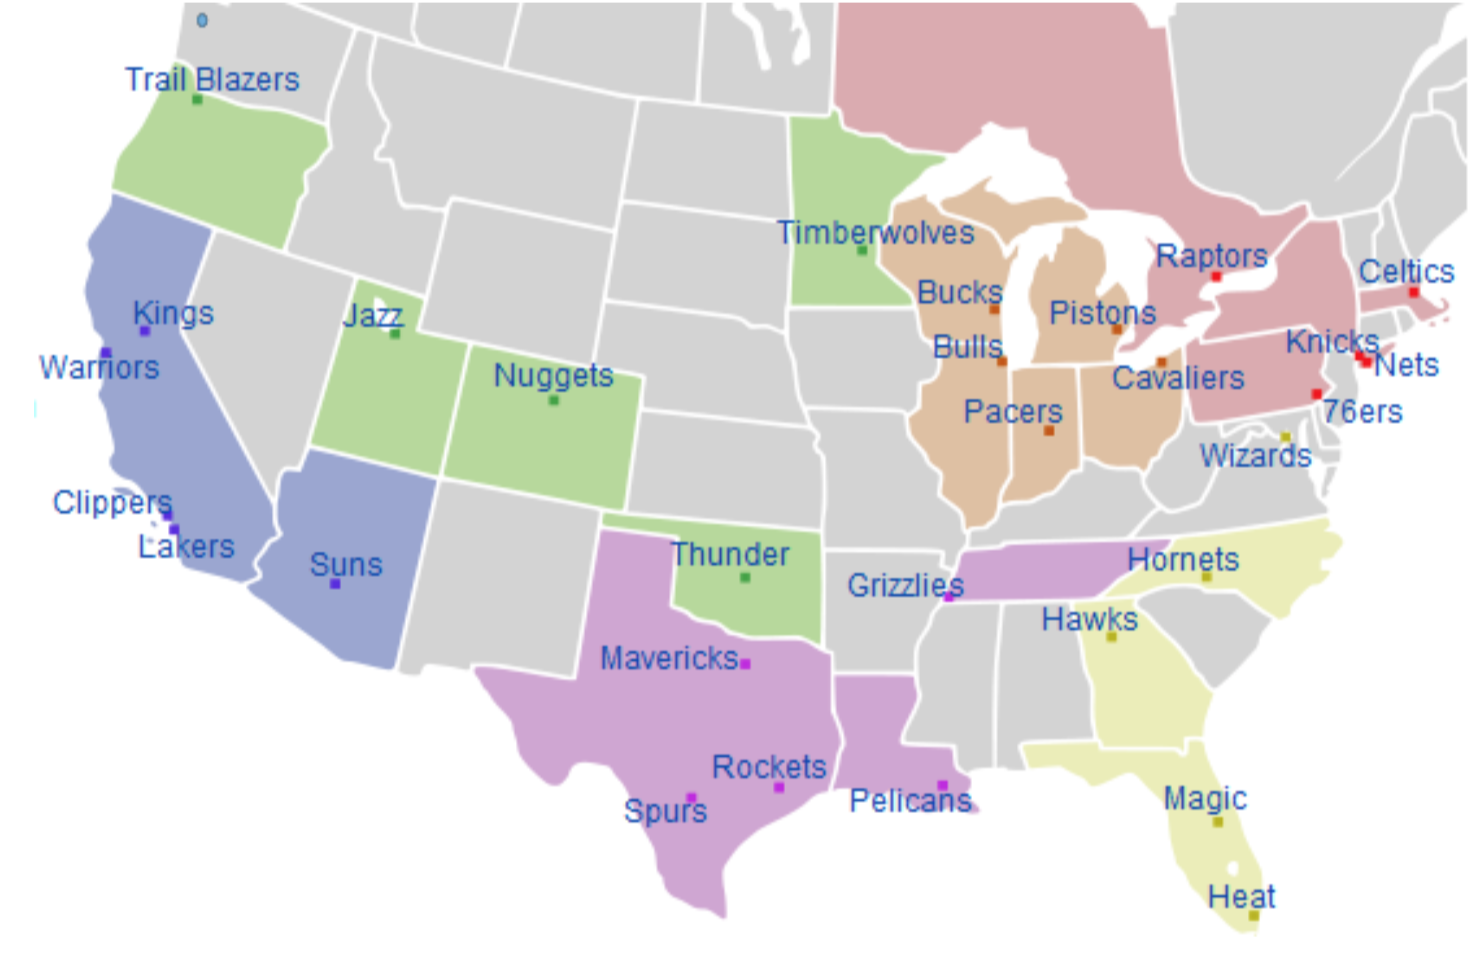 Trail Blazers
Timberwolves
Raptors
Celtics
Kings
Jazz
Bucks
Pistons
Warriors
Nuggets
Bulls
Cavaliers
Knicks
Nets
Pacers
76ers
Wizards
Clippers
Lakers
Suns
Thunder
Grizzlies
Hornets
Hawks
Mavericks
Rockets
Spurs
Pelicans
Magic
Heat